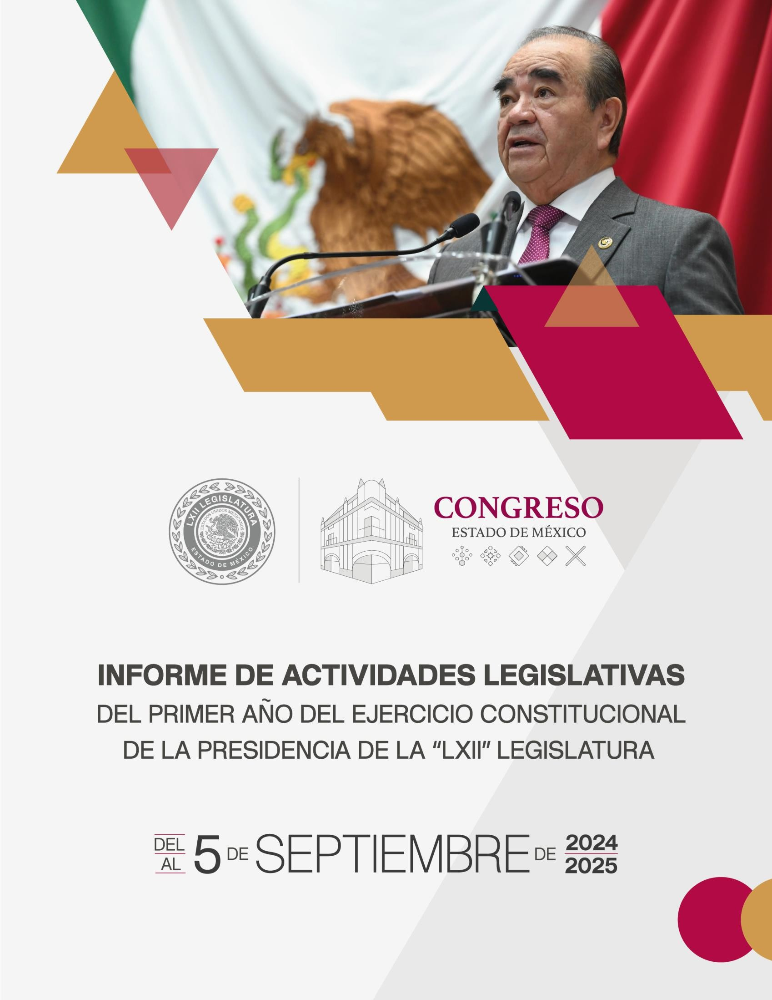 LXII LEGISLATURA
ESTADOS UNIDOS MEXICANOS
ESTADO DE MÉXICO
CONGRESO
ESTADO DE MÉXICO
INFORME DE ACTIVIDADES LEGISLATIVAS
DEL PRIMER AÑO DEL EJERCICIO CONSTITUCIONAL
DE LA PRESIDENCIA DE LA “LXII” LEGISLATURA
DEL
AL
5 DE SEPTIEMBRE DE
2024
2025